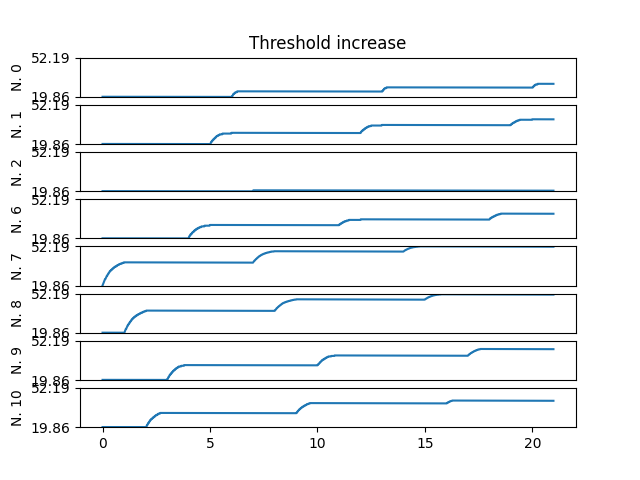 Threshold increase
52.19
N. 0
19.86
52.19
N. 1
19.86
52.19
N. 2
19.86
52.19
N. 6
19.86
52.19
N. 7
19.86
52.19
N. 8
19.86
52.19
N. 9
19.86
52.19
N. 10
19.86
0 5 10 15 20